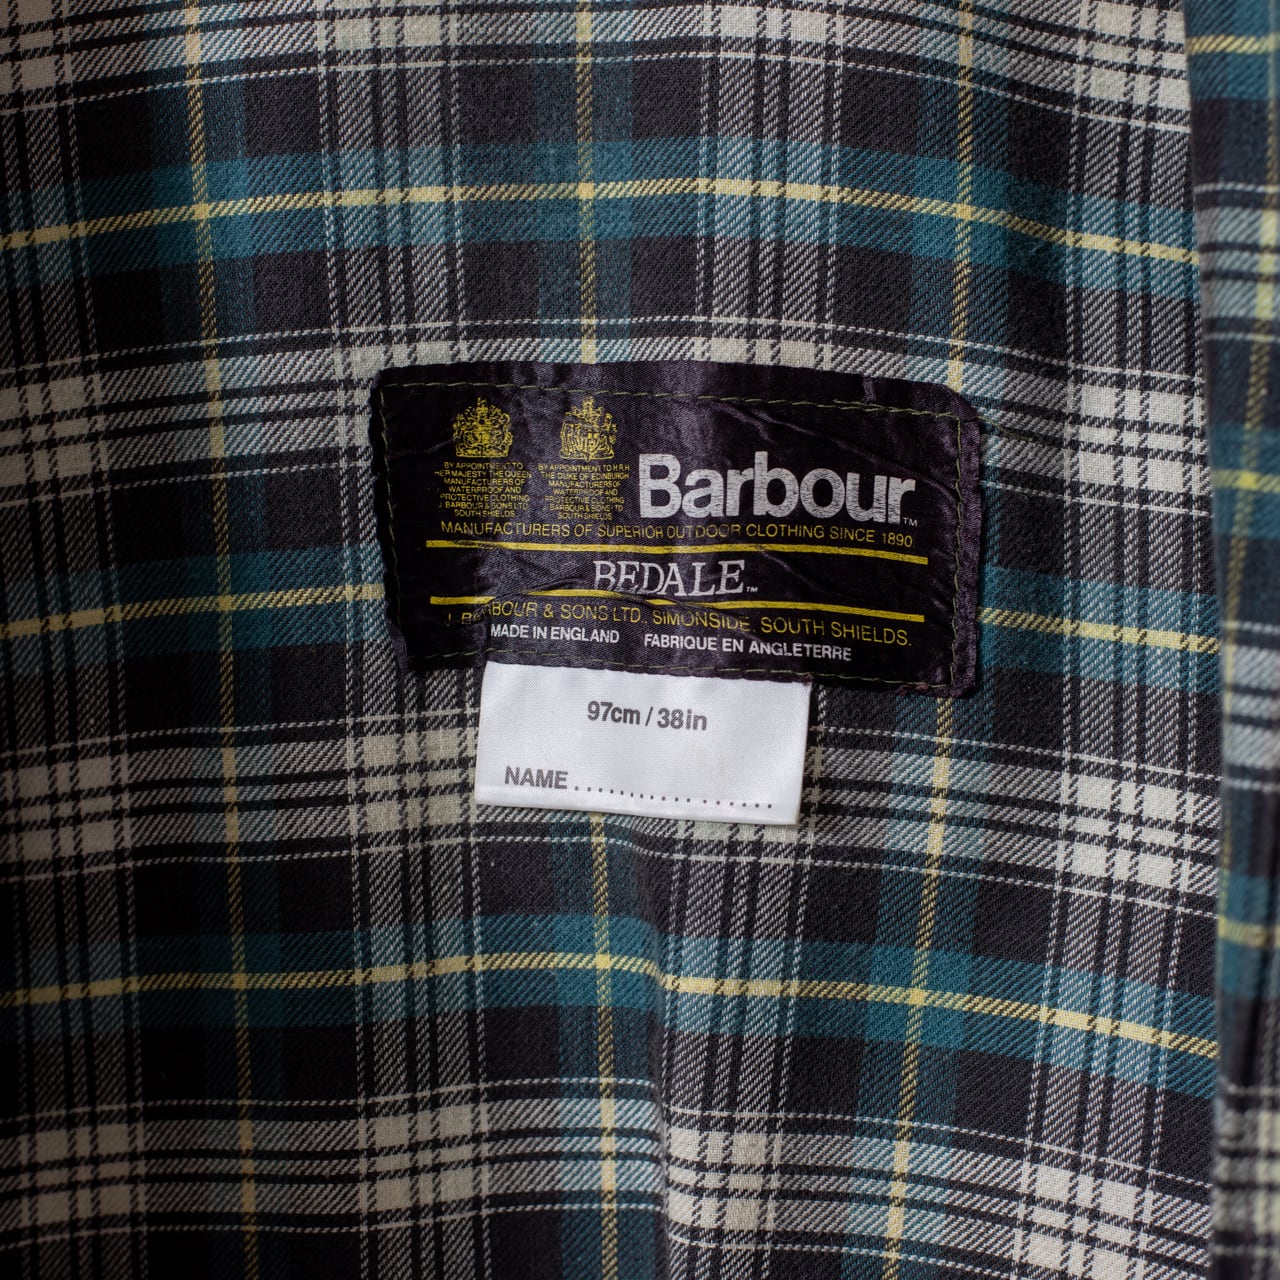 BY APPOINTMENT TO
HER MAJESTY THE QUEEN
MANUFACTURERS OF
WATERPROOF AND
PROTECTIVE CLOTHING
J. BARBOUR & SONS LTD
SOUTH SHIELDS
BY APPOINTMENT TO H.R.H.
THE DUKE OF EDINBURGH
MANUFACTURERS OF
WATERPROOF AND
PROTECTIVE CLOTHING
J. BARBOUR & SONS LTD
SOUTH SHIELDS
Barbour™
MANUFACTURERS OF SUPERIOR OUTDOOR CLOTHING SINCE 1890
BEDALE™
J. BARBOUR & SONS LTD, SIMONSIDE, SOUTH SHIELDS.
MADE IN ENGLAND FABRIQUE EN ANGLETERRE
97cm / 38in
NAME ....................